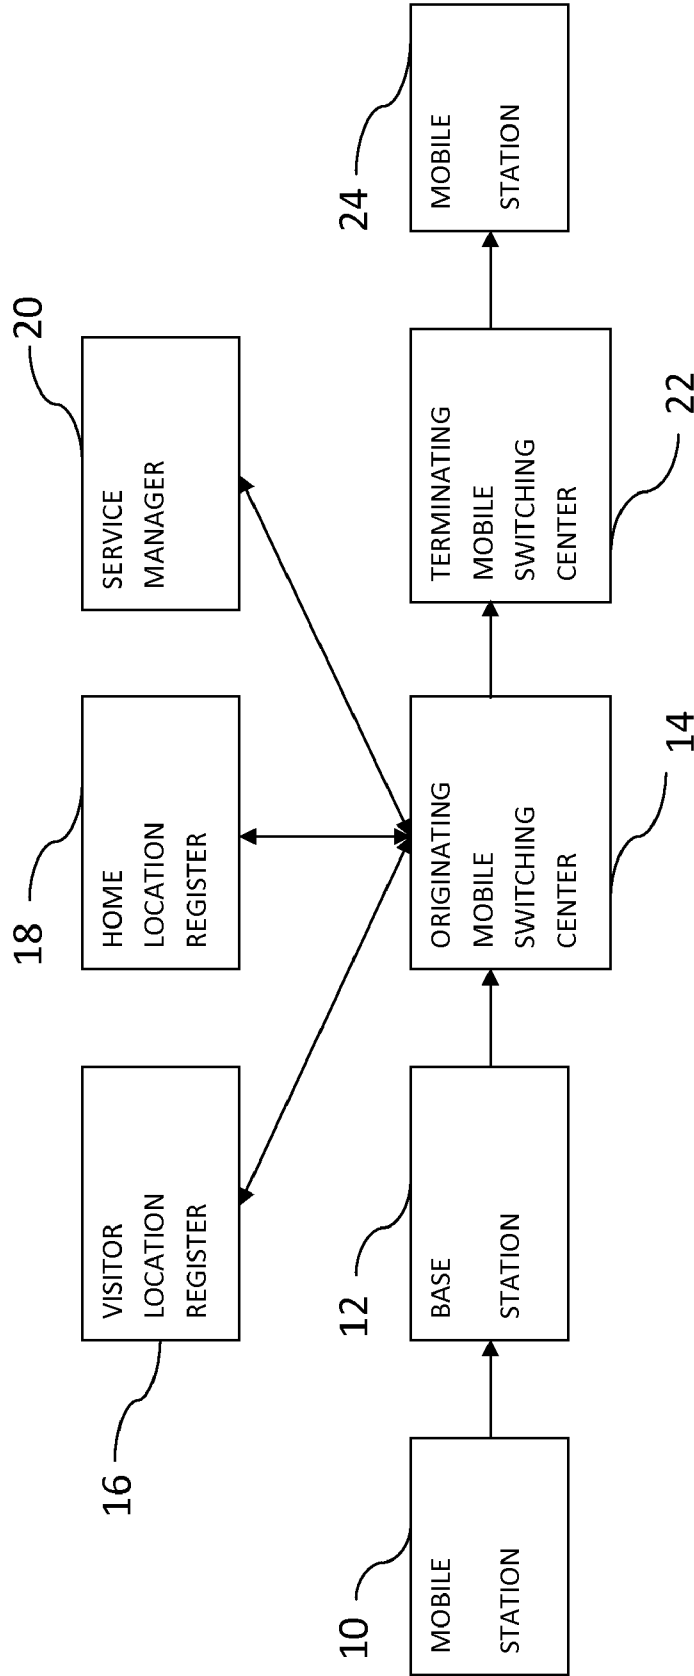 16
VISITOR
LOCATION
REGISTER
18
HOME
LOCATION
REGISTER
20
SERVICE
MANAGER
10
MOBILE
STATION
12
BASE
STATION
ORIGINATING
MOBILE
SWITCHING
CENTER
14
TERMINATING
MOBILE
SWITCHING
CENTER
22
24
MOBILE
STATION